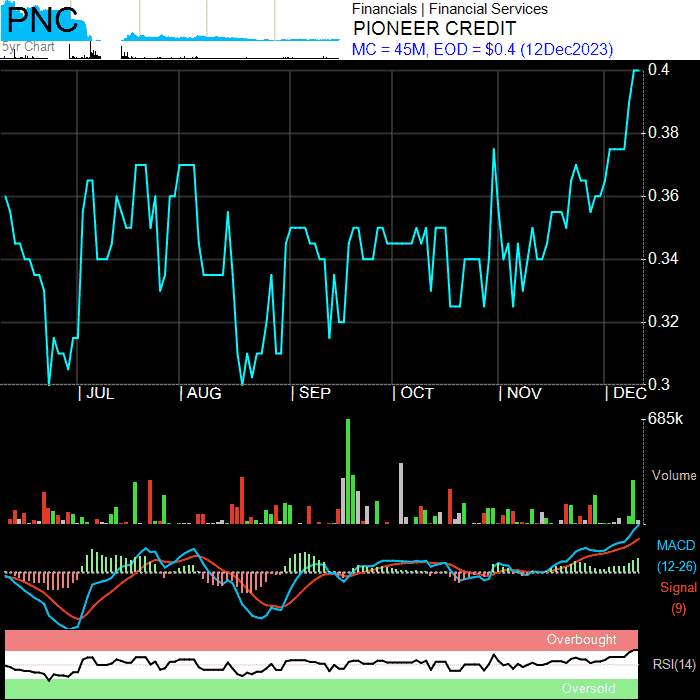 PNC
5yr Chart
Financials | Financial Services
PIONEER CREDIT
MC = 45M, EOD = $0.4 (12Dec2023)
0.4
0.38
0.36
0.34
0.32
0.3
| JUL | AUG | SEP | OCT | NOV | DEC
685k
Volume
MACD
(12-26)
Signal
(9)
Overbought
RSI(14)
Oversold